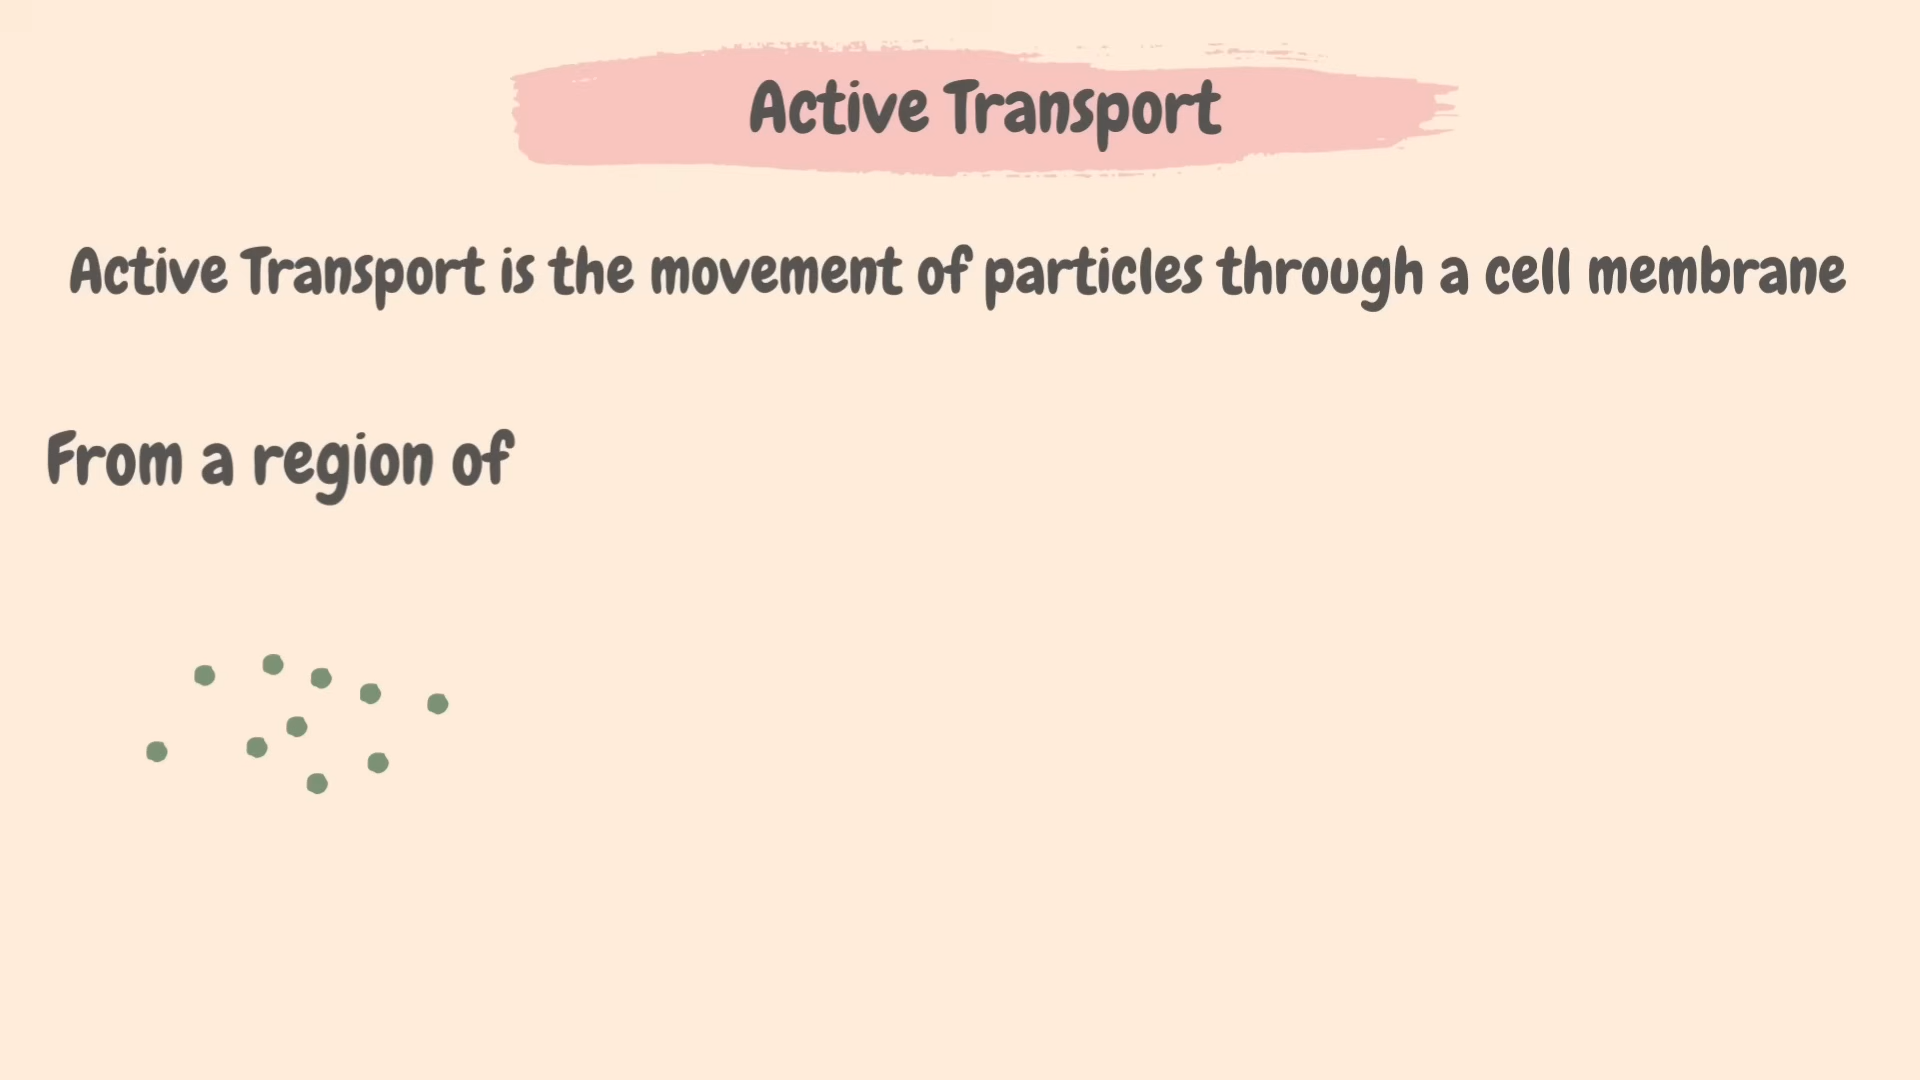 Active Transport
Active Transport is the movement of particles through a cell membrane
From a region of